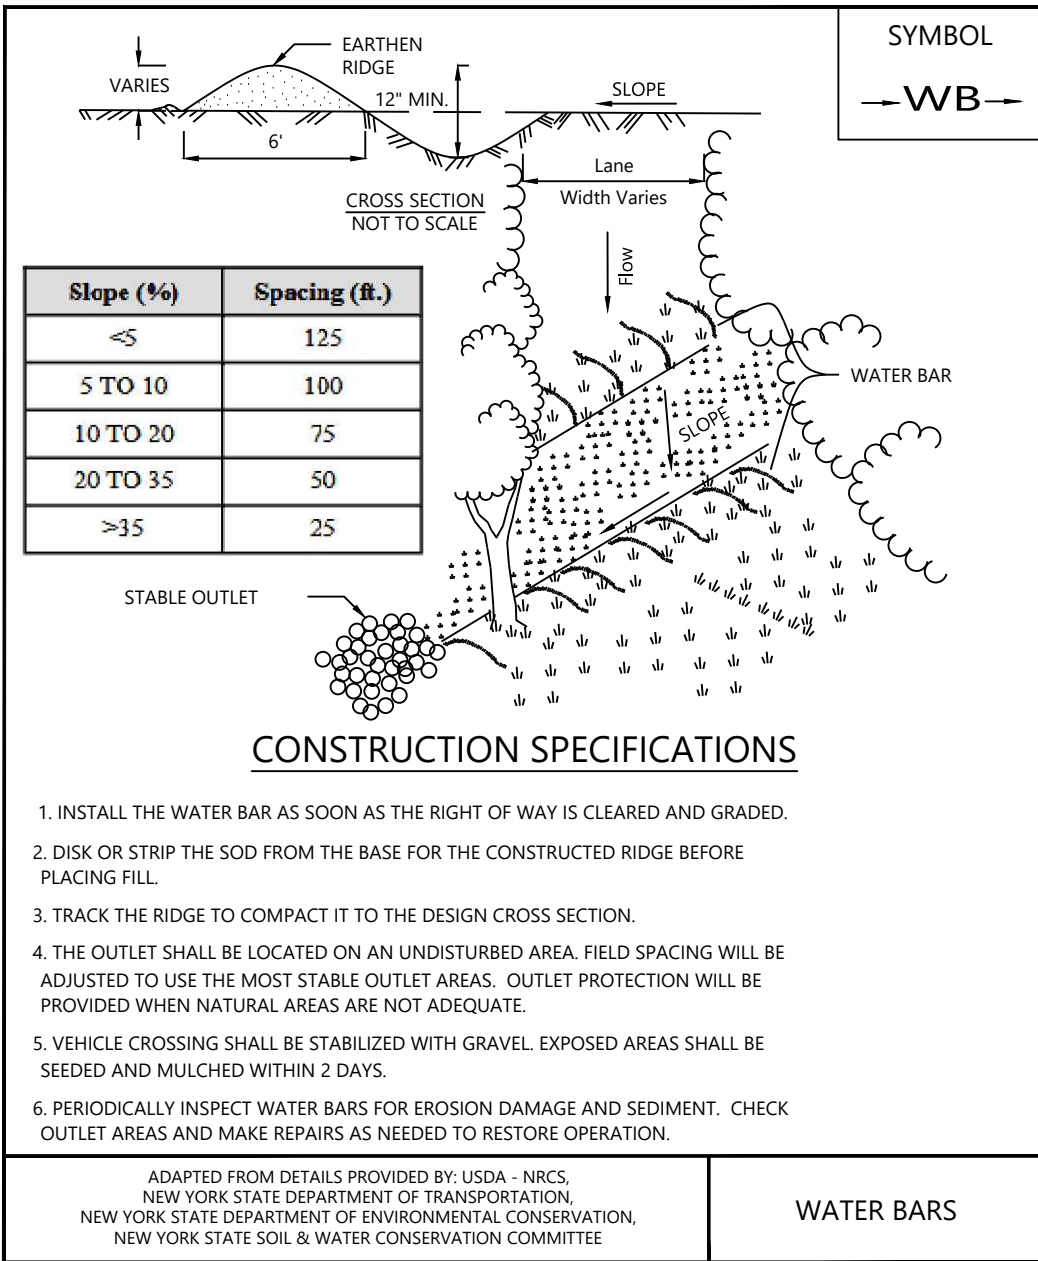 SYMBOL
WB
EARTHEN
RIDGE
VARIES
12" MIN.
6'
SLOPE
Lane
Width Varies
CROSS SECTION
NOT TO SCALE
Flow
Slope (%) Spacing (ft.)
<5 125
5 TO 10 100
10 TO 20 75
20 TO 35 50
>35 25
WATER BAR
SLOPE
STABLE OUTLET
CONSTRUCTION SPECIFICATIONS
1. INSTALL THE WATER BAR AS SOON AS THE RIGHT OF WAY IS CLEARED AND GRADED.
2. DISK OR STRIP THE SOD FROM THE BASE FOR THE CONSTRUCTED RIDGE BEFORE
PLACING FILL.
3. TRACK THE RIDGE TO COMPACT IT TO THE DESIGN CROSS SECTION.
4. THE OUTLET SHALL BE LOCATED ON AN UNDISTURBED AREA. FIELD SPACING WILL BE
ADJUSTED TO USE THE MOST STABLE OUTLET AREAS. OUTLET PROTECTION WILL BE
PROVIDED WHEN NATURAL AREAS ARE NOT ADEQUATE.
5. VEHICLE CROSSING SHALL BE STABILIZED WITH GRAVEL. EXPOSED AREAS SHALL BE
SEEDED AND MULCHED WITHIN 2 DAYS.
6. PERIODICALLY INSPECT WATER BARS FOR EROSION DAMAGE AND SEDIMENT. CHECK
OUTLET AREAS AND MAKE REPAIRS AS NEEDED TO RESTORE OPERATION.
ADAPTED FROM DETAILS PROVIDED BY: USDA - NRCS,
NEW YORK STATE DEPARTMENT OF TRANSPORTATION,
NEW YORK STATE DEPARTMENT OF ENVIRONMENTAL CONSERVATION,
NEW YORK STATE SOIL & WATER CONSERVATION COMMITTEE
WATER BARS